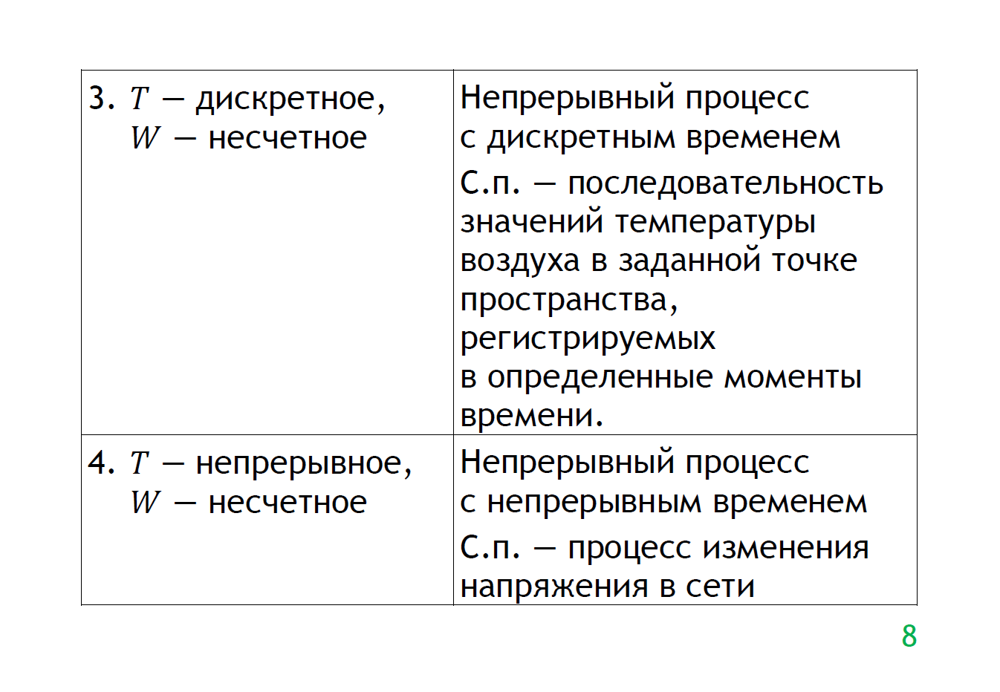 3. T — дискретное,
W — несчетное
Непрерывный процесс
с дискретным временем
С.п. — последовательность
значений температуры
воздуха в заданной точке
пространства,
регистрируемых
в определенные моменты
времени.
4. T — непрерывное,
W — несчетное
Непрерывный процесс
с непрерывным временем
С.п. — процесс изменения
напряжения в сети
8